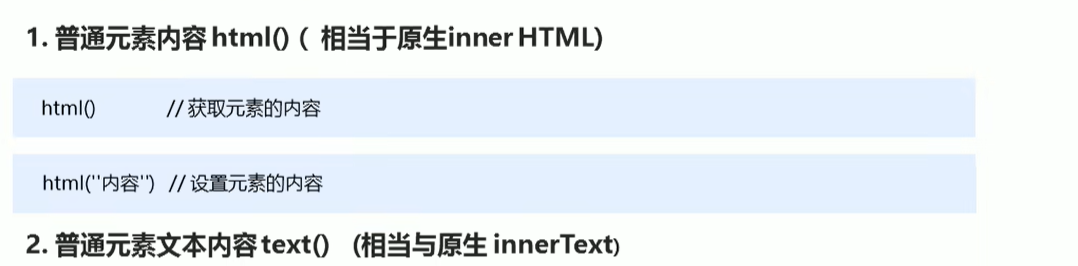 1. 普通元素内容 html() ( 相当于原生inner HTML)
html() // 获取元素的内容
html(''内容'') // 设置元素的内容
2. 普通元素文本内容 text() (相当与原生 innerText)